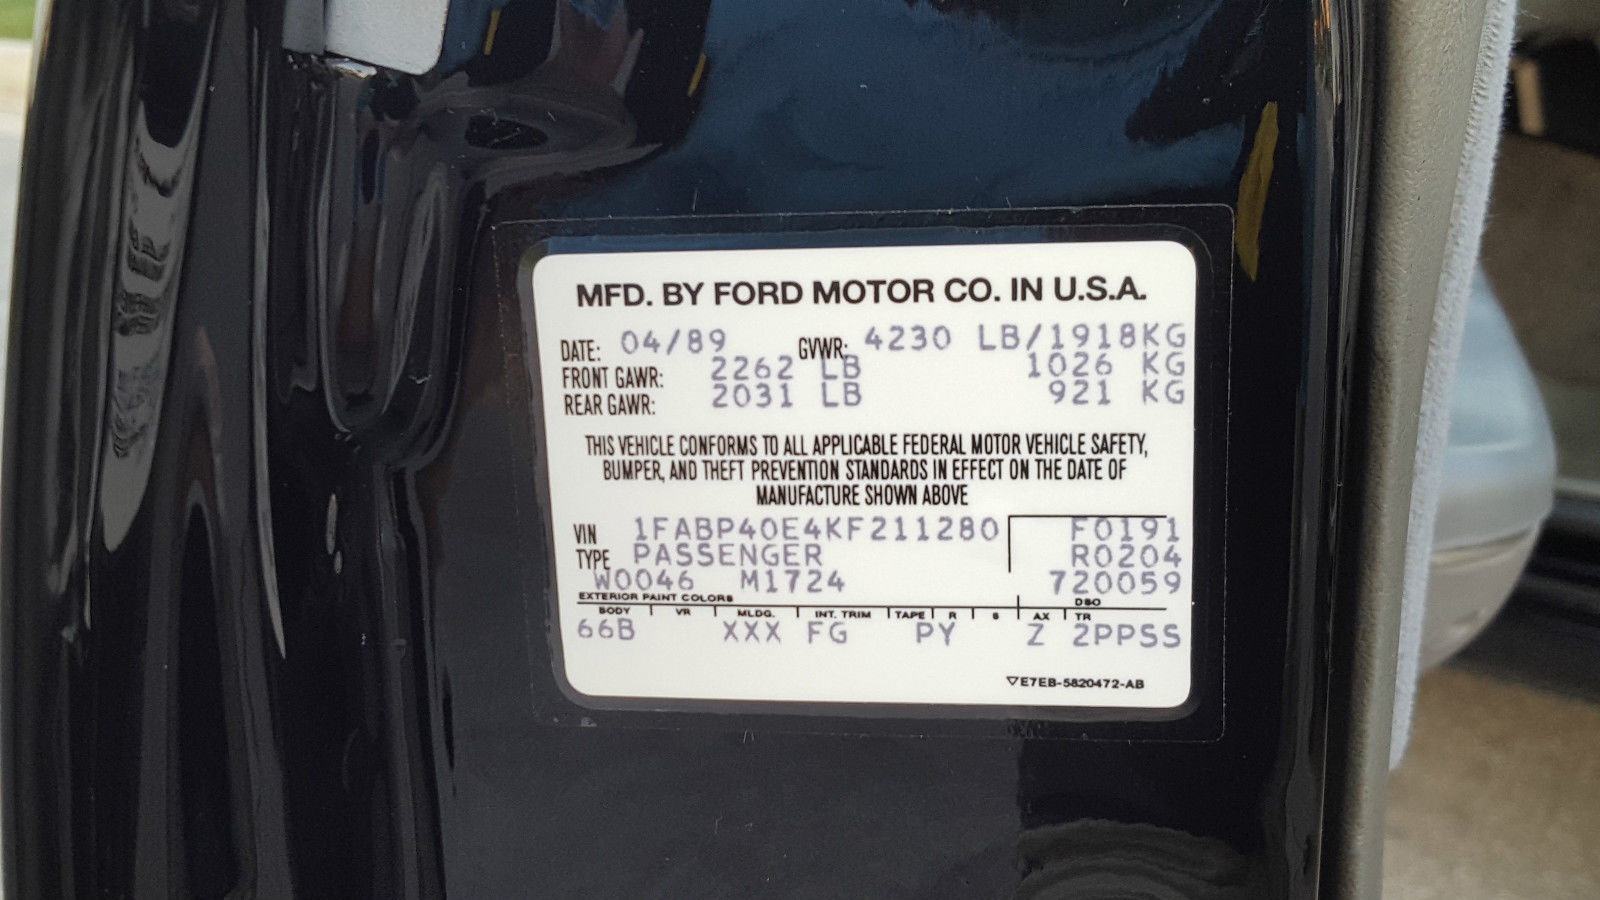 MFD. BY FORD MOTOR CO. IN U.S.A.
DATE: 04/89 GVWR: 4230 LB/1918KG
FRONT GAWR: 2262 LB 1026 KG
REAR GAWR: 2031 LB 921 KG
THIS VEHICLE CONFORMS TO ALL APPLICABLE FEDERAL MOTOR VEHICLE SAFETY,
BUMPER, AND THEFT PREVENTION STANDARDS IN EFFECT ON THE DATE OF
MANUFACTURE SHOWN ABOVE
VIN 1FABP40E4KF211280 F0191
TYPE PASSENGER R0204
W0046 M1724 720059
EXTERIOR PAINT COLORS DSO
BODY VR MLDG. INT. TRIM TAPE R S AX TR
66B XXX FG PY Z 2PPSS
▽E7EB-5820472-AB